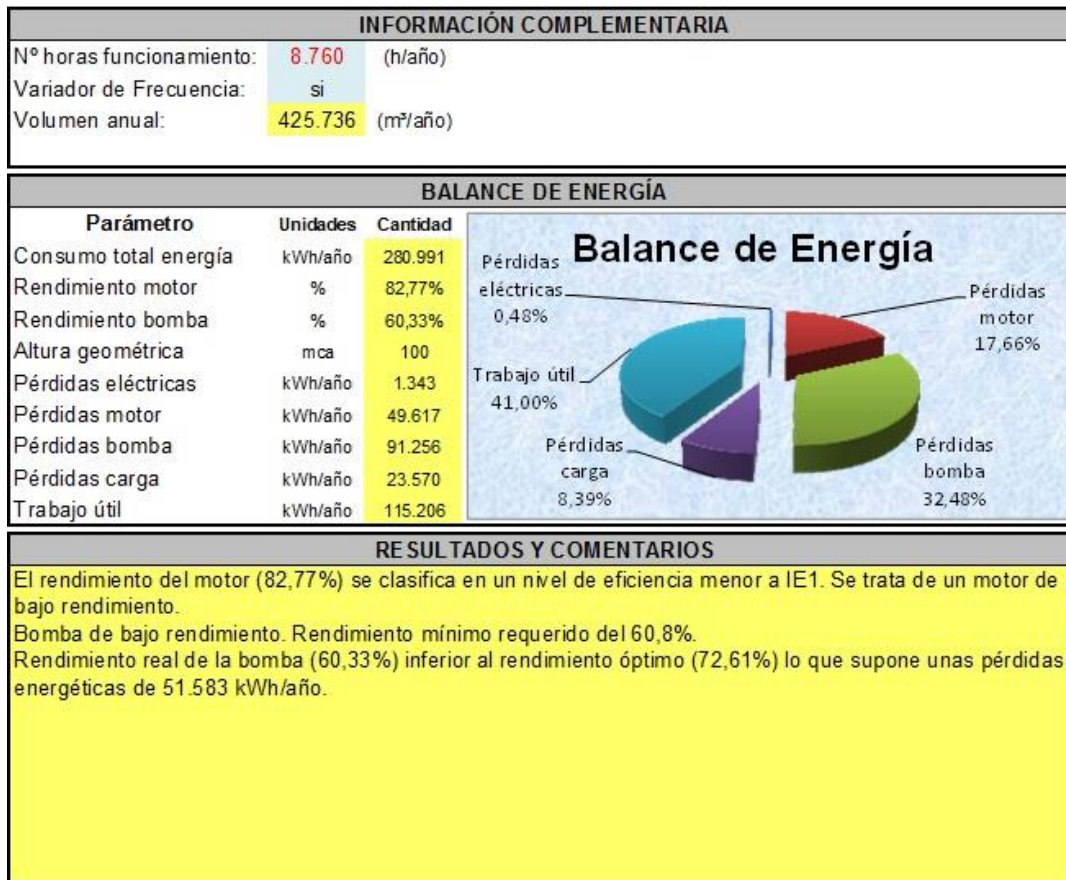 INFORMACIÓN COMPLEMENTARIA
Nº horas funcionamiento: 8.760 (h/año)
Variador de Frecuencia: si
Volumen anual: 425.736 (m³/año)
BALANCE DE ENERGÍA
Parámetro Unidades Cantidad
Consumo total energía kWh/año 280.991
Rendimiento motor % 82,77%
Rendimiento bomba % 60,33%
Altura geométrica mca 100
Pérdidas eléctricas kWh/año 1.343
Pérdidas motor kWh/año 49.617
Pérdidas bomba kWh/año 91.256
Pérdidas carga kWh/año 23.570
Trabajo útil kWh/año 115.206
Balance de Energía
Pérdidas
eléctricas
0,48%
Pérdidas
motor
17,66%
Trabajo útil
41,00%
Pérdidas
carga
8,39%
Pérdidas
bomba
32,48%
RESULTADOS Y COMENTARIOS
El rendimiento del motor (82,77%) se clasifica en un nivel de eficiencia menor a IE1. Se trata de un motor de
bajo rendimiento.
Bomba de bajo rendimiento. Rendimiento mínimo requerido del 60,8%.
Rendimiento real de la bomba (60,33%) inferior al rendimiento óptimo (72,61%) lo que supone unas pérdidas
energéticas de 51.583 kWh/año.